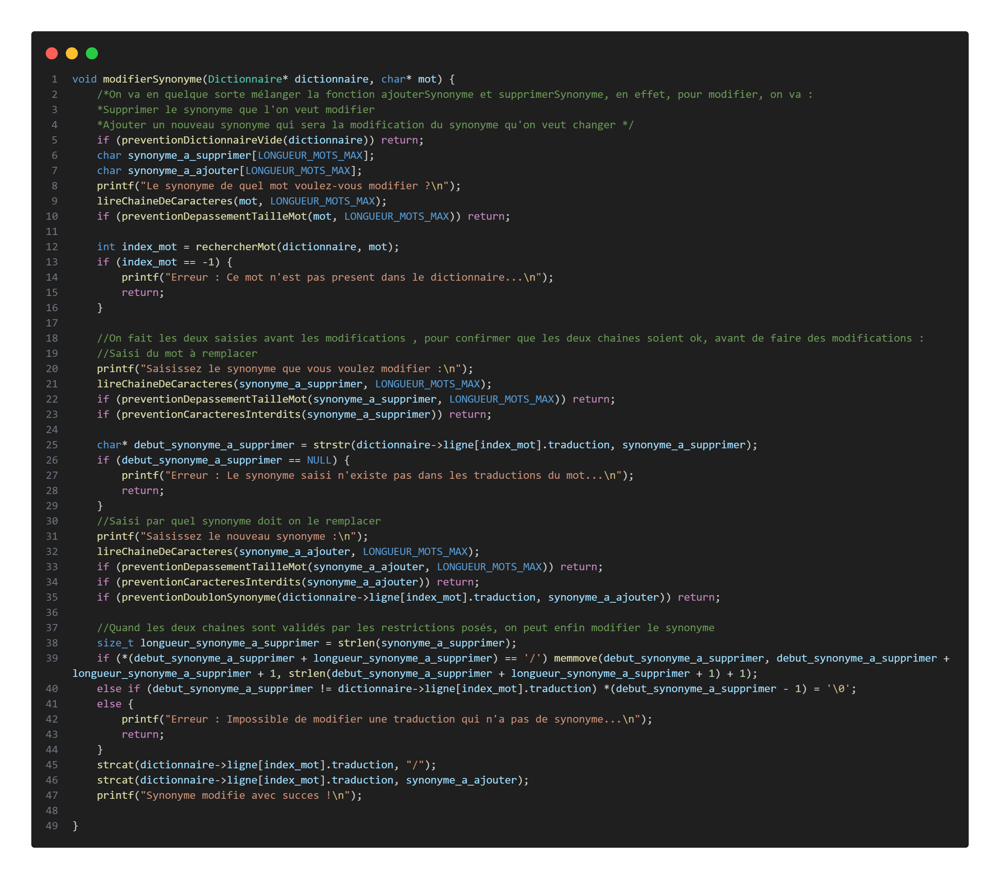 1 void modifierSynonyme(Dictionnaire* dictionnaire, char* mot) {
2     /*On va en quelque sorte mélanger la fonction ajouterSynonyme et supprimerSynonyme, en effet, pour modifier, on va :
3     *Supprimer le synonyme que l'on veut modifier
4     *Ajouter un nouveau synonyme qui sera la modification du synonyme qu'on veut changer */
5     if (preventionDictionnaireVide(dictionnaire)) return;
6     char synonyme_a_supprimer[LONGUEUR_MOTS_MAX];
7     char synonyme_a_ajouter[LONGUEUR_MOTS_MAX];
8     printf("Le synonyme de quel mot voulez-vous modifier ?\n");
9     lireChaineDeCaracteres(mot, LONGUEUR_MOTS_MAX);
10     if (preventionDepassementTailleMot(mot, LONGUEUR_MOTS_MAX)) return;
11
12     int index_mot = rechercherMot(dictionnaire, mot);
13     if (index_mot == -1) {
14         printf("Erreur : Ce mot n'est pas present dans le dictionnaire...\n");
15         return;
16     }
17
18     //On fait les deux saisies avant les modifications , pour confirmer que les deux chaines soient ok, avant de faire des modifications :
19     //Saisi du mot à remplacer
20     printf("Saisissez le synonyme que vous voulez modifier :\n");
21     lireChaineDeCaracteres(synonyme_a_supprimer, LONGUEUR_MOTS_MAX);
22     if (preventionDepassementTailleMot(synonyme_a_supprimer, LONGUEUR_MOTS_MAX)) return;
23     if (preventionCaracteresInterdits(synonyme_a_supprimer)) return;
24
25     char* debut_synonyme_a_supprimer = strstr(dictionnaire->ligne[index_mot].traduction, synonyme_a_supprimer);
26     if (debut_synonyme_a_supprimer == NULL) {
27         printf("Erreur : Le synonyme saisi n'existe pas dans les traductions du mot...\n");
28         return;
29     }
30     //Saisi par quel synonyme doit on le remplacer
31     printf("Saisissez le nouveau synonyme :\n");
32     lireChaineDeCaracteres(synonyme_a_ajouter, LONGUEUR_MOTS_MAX);
33     if (preventionDepassementTailleMot(synonyme_a_ajouter, LONGUEUR_MOTS_MAX)) return;
34     if (preventionCaracteresInterdits(synonyme_a_ajouter)) return;
35     if (preventionDoublonSynonyme(dictionnaire->ligne[index_mot].traduction, synonyme_a_ajouter)) return;
36
37     //Quand les deux chaines sont validés par les restrictions posés, on peut enfin modifier le synonyme
38     size_t longueur_synonyme_a_supprimer = strlen(synonyme_a_supprimer);
39     if (*(debut_synonyme_a_supprimer + longueur_synonyme_a_supprimer) == '/') memmove(debut_synonyme_a_supprimer, debut_synonyme_a_supprimer +
longueur_synonyme_a_supprimer + 1, strlen(debut_synonyme_a_supprimer + longueur_synonyme_a_supprimer + 1) + 1);
40     else if (debut_synonyme_a_supprimer != dictionnaire->ligne[index_mot].traduction) *(debut_synonyme_a_supprimer - 1) = '\0';
41     else {
42         printf("Erreur : Impossible de modifier une traduction qui n'a pas de synonyme...\n");
43         return;
44     }
45     strcat(dictionnaire->ligne[index_mot].traduction, "/");
46     strcat(dictionnaire->ligne[index_mot].traduction, synonyme_a_ajouter);
47     printf("Synonyme modifie avec succes !\n");
48
49 }